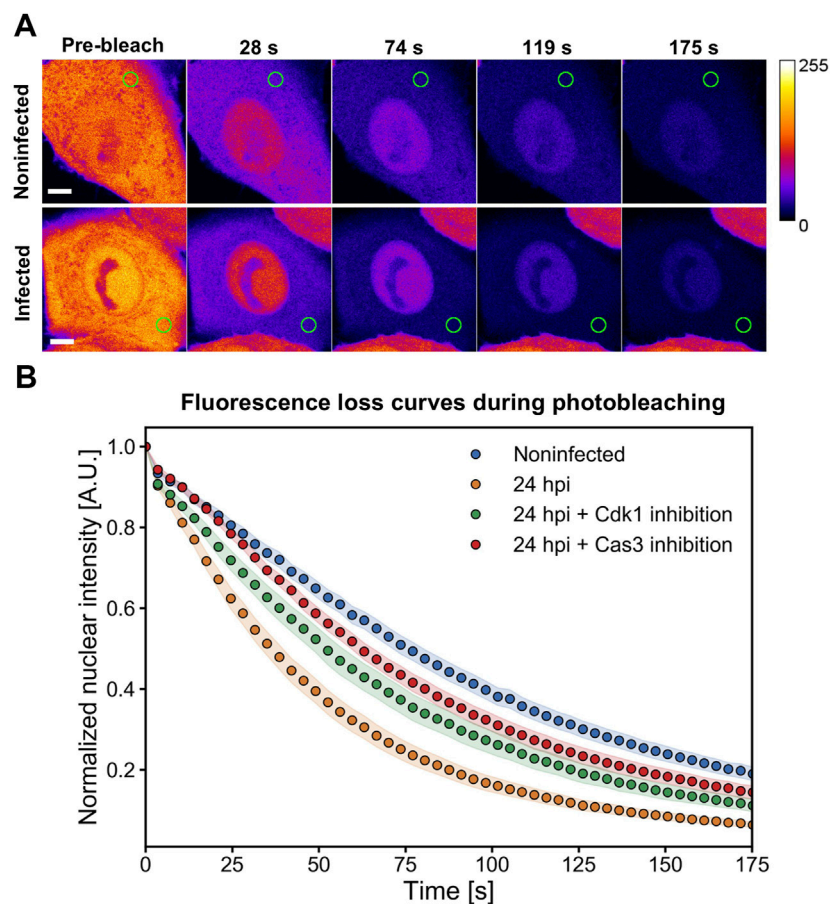 A
Pre-bleach 28 s 74 s 119 s 175 s
Noninfected
Infected
255
0
B
Fluorescence loss curves during photobleaching
Normalized nuclear intensity [A.U.]
1.0
0.8
0.6
0.4
0.2
Noninfected
24 hpi
24 hpi + Cdk1 inhibition
24 hpi + Cas3 inhibition
0 25 50 75 100 125 150 175
Time [s]